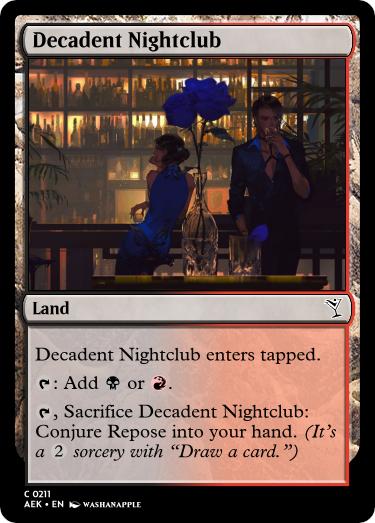 Decadent Nightclub
Land
Decadent Nightclub enters tapped.
: Add or .
, Sacrifice Decadent Nightclub:
Conjure Repose into your hand. (It's
a 2 sorcery with “Draw a card.”)
C 0211
AEK • EN WASHANAPPLE